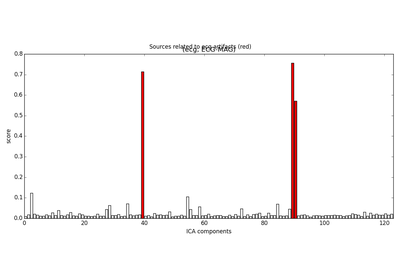 Sources related to ecg artifacts (red)
(ecg, ECG-MAG)
0.8
0.7
0.6
0.5
0.4
0.3
0.2
0.1
0.0
score
0 20 40 60 80 100 120
ICA components